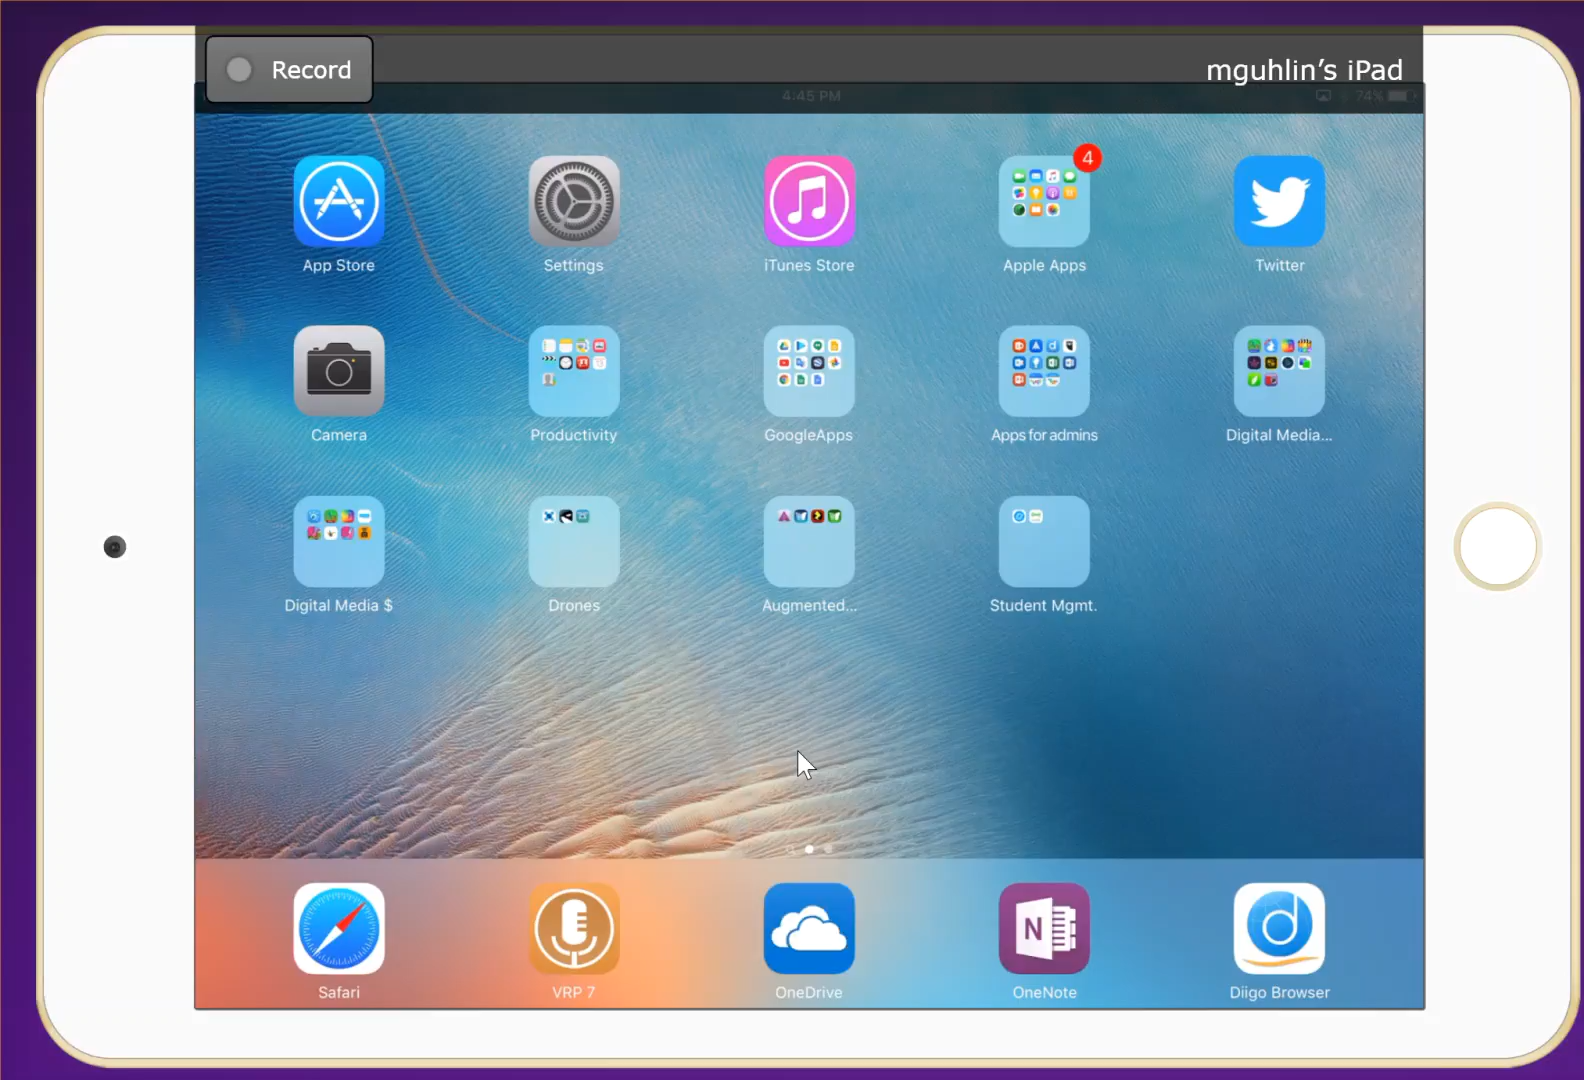 Record
mguhlin’s iPad
4:45 PM
74%
4
App Store
Settings
iTunes Store
Apple Apps
Twitter
Camera
Productivity
GoogleApps
Apps for admins
Digital Media...
Digital Media $
Drones
Augmented...
Student Mgmt.
N
Safari
VRP 7
OneDrive
OneNote
Diigo Browser